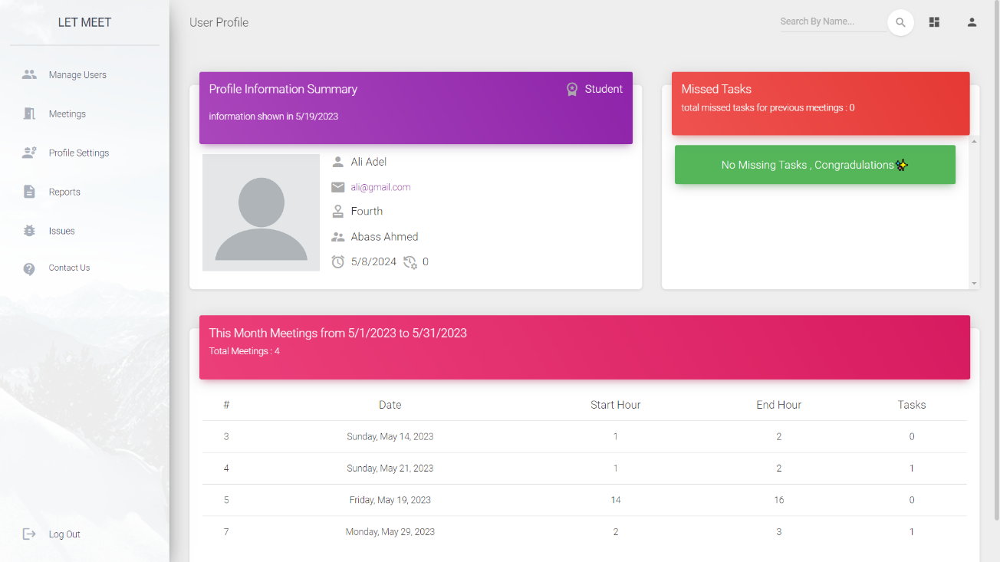 LET MEET
Manage Users
Meetings
Profile Settings
Reports
Issues
Contact Us
Log Out
User Profile
Search By Name...
Profile Information Summary
Student
information shown in 5/19/2023
Ali Adel
ali@gmail.com
Fourth
Abass Ahmed
5/8/2024 0
Missed Tasks
total missed tasks for previous meetings : 0
No Missing Tasks , Congradulations✨
This Month Meetings from 5/1/2023 to 5/31/2023
Total Meetings : 4
# Date Start Hour End Hour Tasks
3 Sunday, May 14, 2023 1 2 0
4 Sunday, May 21, 2023 1 2 1
5 Friday, May 19, 2023 14 16 0
7 Monday, May 29, 2023 2 3 1